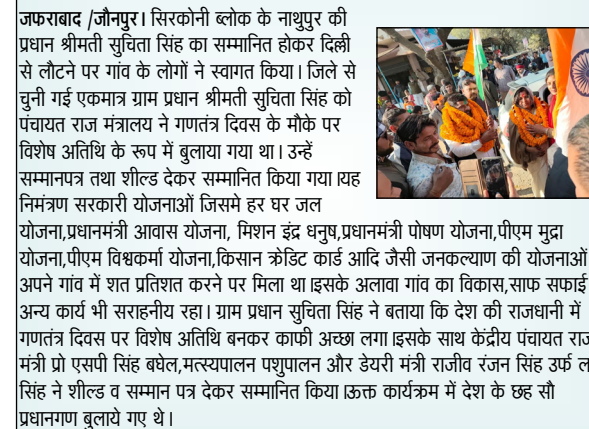 जफराबाद /जौनपुर। सिरकोनी ब्लोक के नाथुपुर की
प्रधान श्रीमती सुचिता सिंह का सम्मानित होकर दिल्ली
से लौटने पर गांव के लोगों ने स्वागत किया। जिले से
चुनी गई एकमात्र ग्राम प्रधान श्रीमती सुचिता सिंह को
पंचायत राज मंत्रालय ने गणतंत्र दिवस के मौके पर
विशेष अतिथि के रूप में बुलाया गया था। उन्हें
सम्मानपत्र तथा शील्ड देकर सम्मानित किया गया।यह
निमंत्रण सरकारी योजनाओं जिसमे हर घर जल
योजना,प्रधानमंत्री आवास योजना, मिशन इंद्र धनुष,प्रधानमंत्री पोषण योजना,पीएम मुद्रा
योजना,पीएम विश्वकर्मा योजना,किसान क्रेडिट कार्ड आदि जैसी जनकल्याण की योजनाओं
अपने गांव में शत प्रतिशत करने पर मिला था।इसके अलावा गांव का विकास,साफ सफाई
अन्य कार्य भी सराहनीय रहा। ग्राम प्रधान सुचिता सिंह ने बताया कि देश की राजधानी में
गणतंत्र दिवस पर विशेष अतिथि बनकर काफी अच्छा लगा।इसके साथ केंद्रीय पंचायत राज
मंत्री प्रो एसपी सिंह बघेल,मत्स्यपालन पशुपालन और डेयरी मंत्री राजीव रंजन सिंह उर्फ ल
सिंह ने शील्ड व सम्मान पत्र देकर सम्मानित किया।उक्त कार्यक्रम में देश के छह सौ
प्रधानगण बुलाये गए थे।